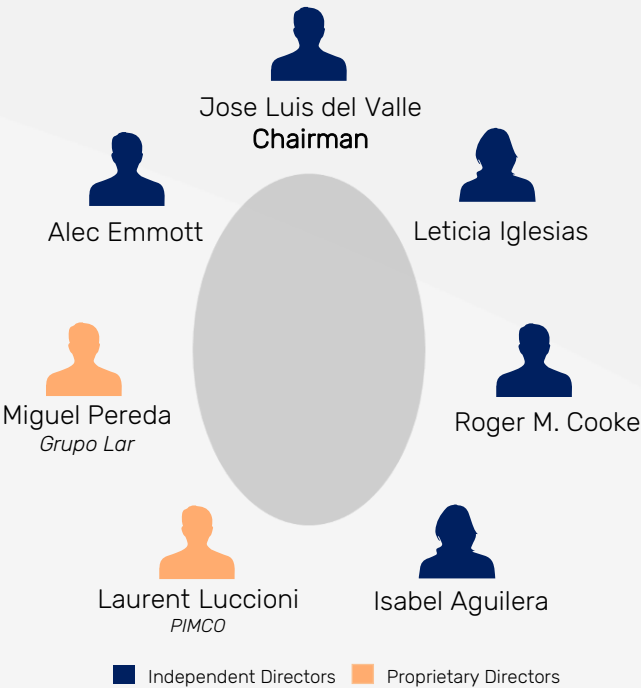 Jose Luis del Valle
Chairman
Alec Emmott
Leticia Iglesias
Miguel Pereda
Grupo Lar
Roger M. Cooke
Laurent Luccioni
PIMCO
Isabel Aguilera
Independent Directors
Proprietary Directors